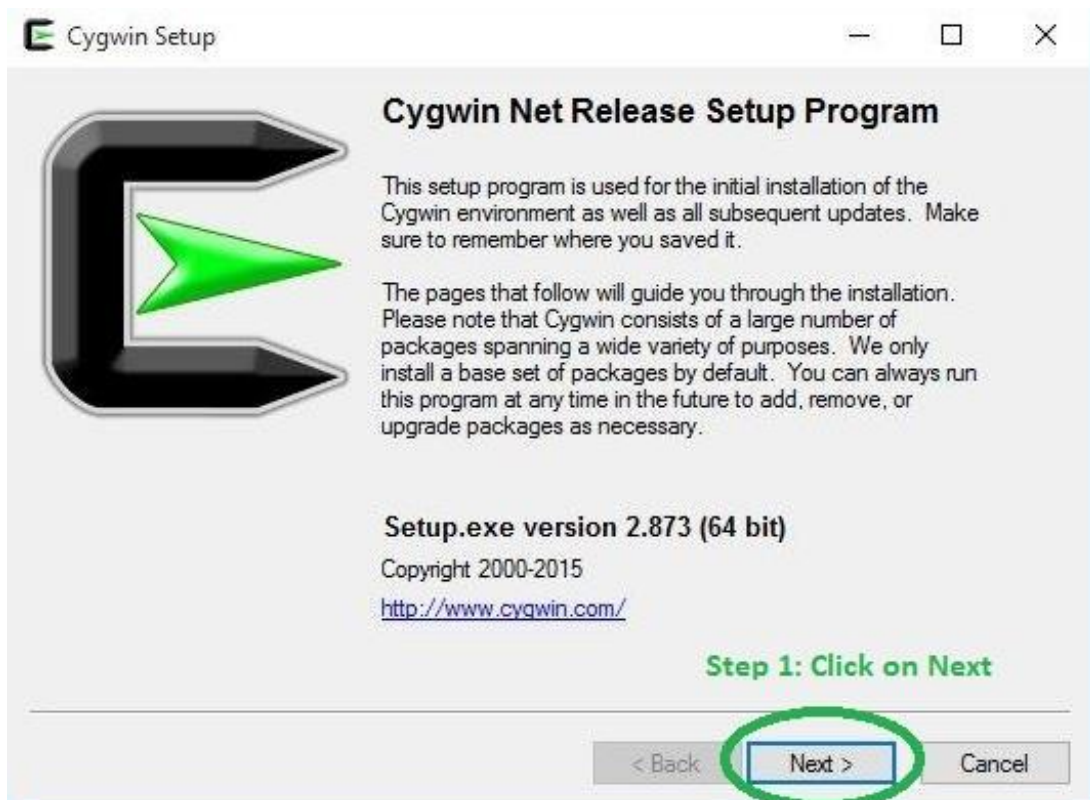 Cygwin Setup
Cygwin Net Release Setup Program
This setup program is used for the initial installation of the
Cygwin environment as well as all subsequent updates.  Make
sure to remember where you saved it.
The pages that follow will guide you through the installation.
Please note that Cygwin consists of a large number of
packages spanning a wide variety of purposes.  We only
install a base set of packages by default.  You can always run
this program at any time in the future to add, remove, or
upgrade packages as necessary.
Setup.exe version 2.873 (64 bit)
Copyright 2000-2015
http://www.cygwin.com/
Step 1: Click on Next
< Back
Next >
Cancel